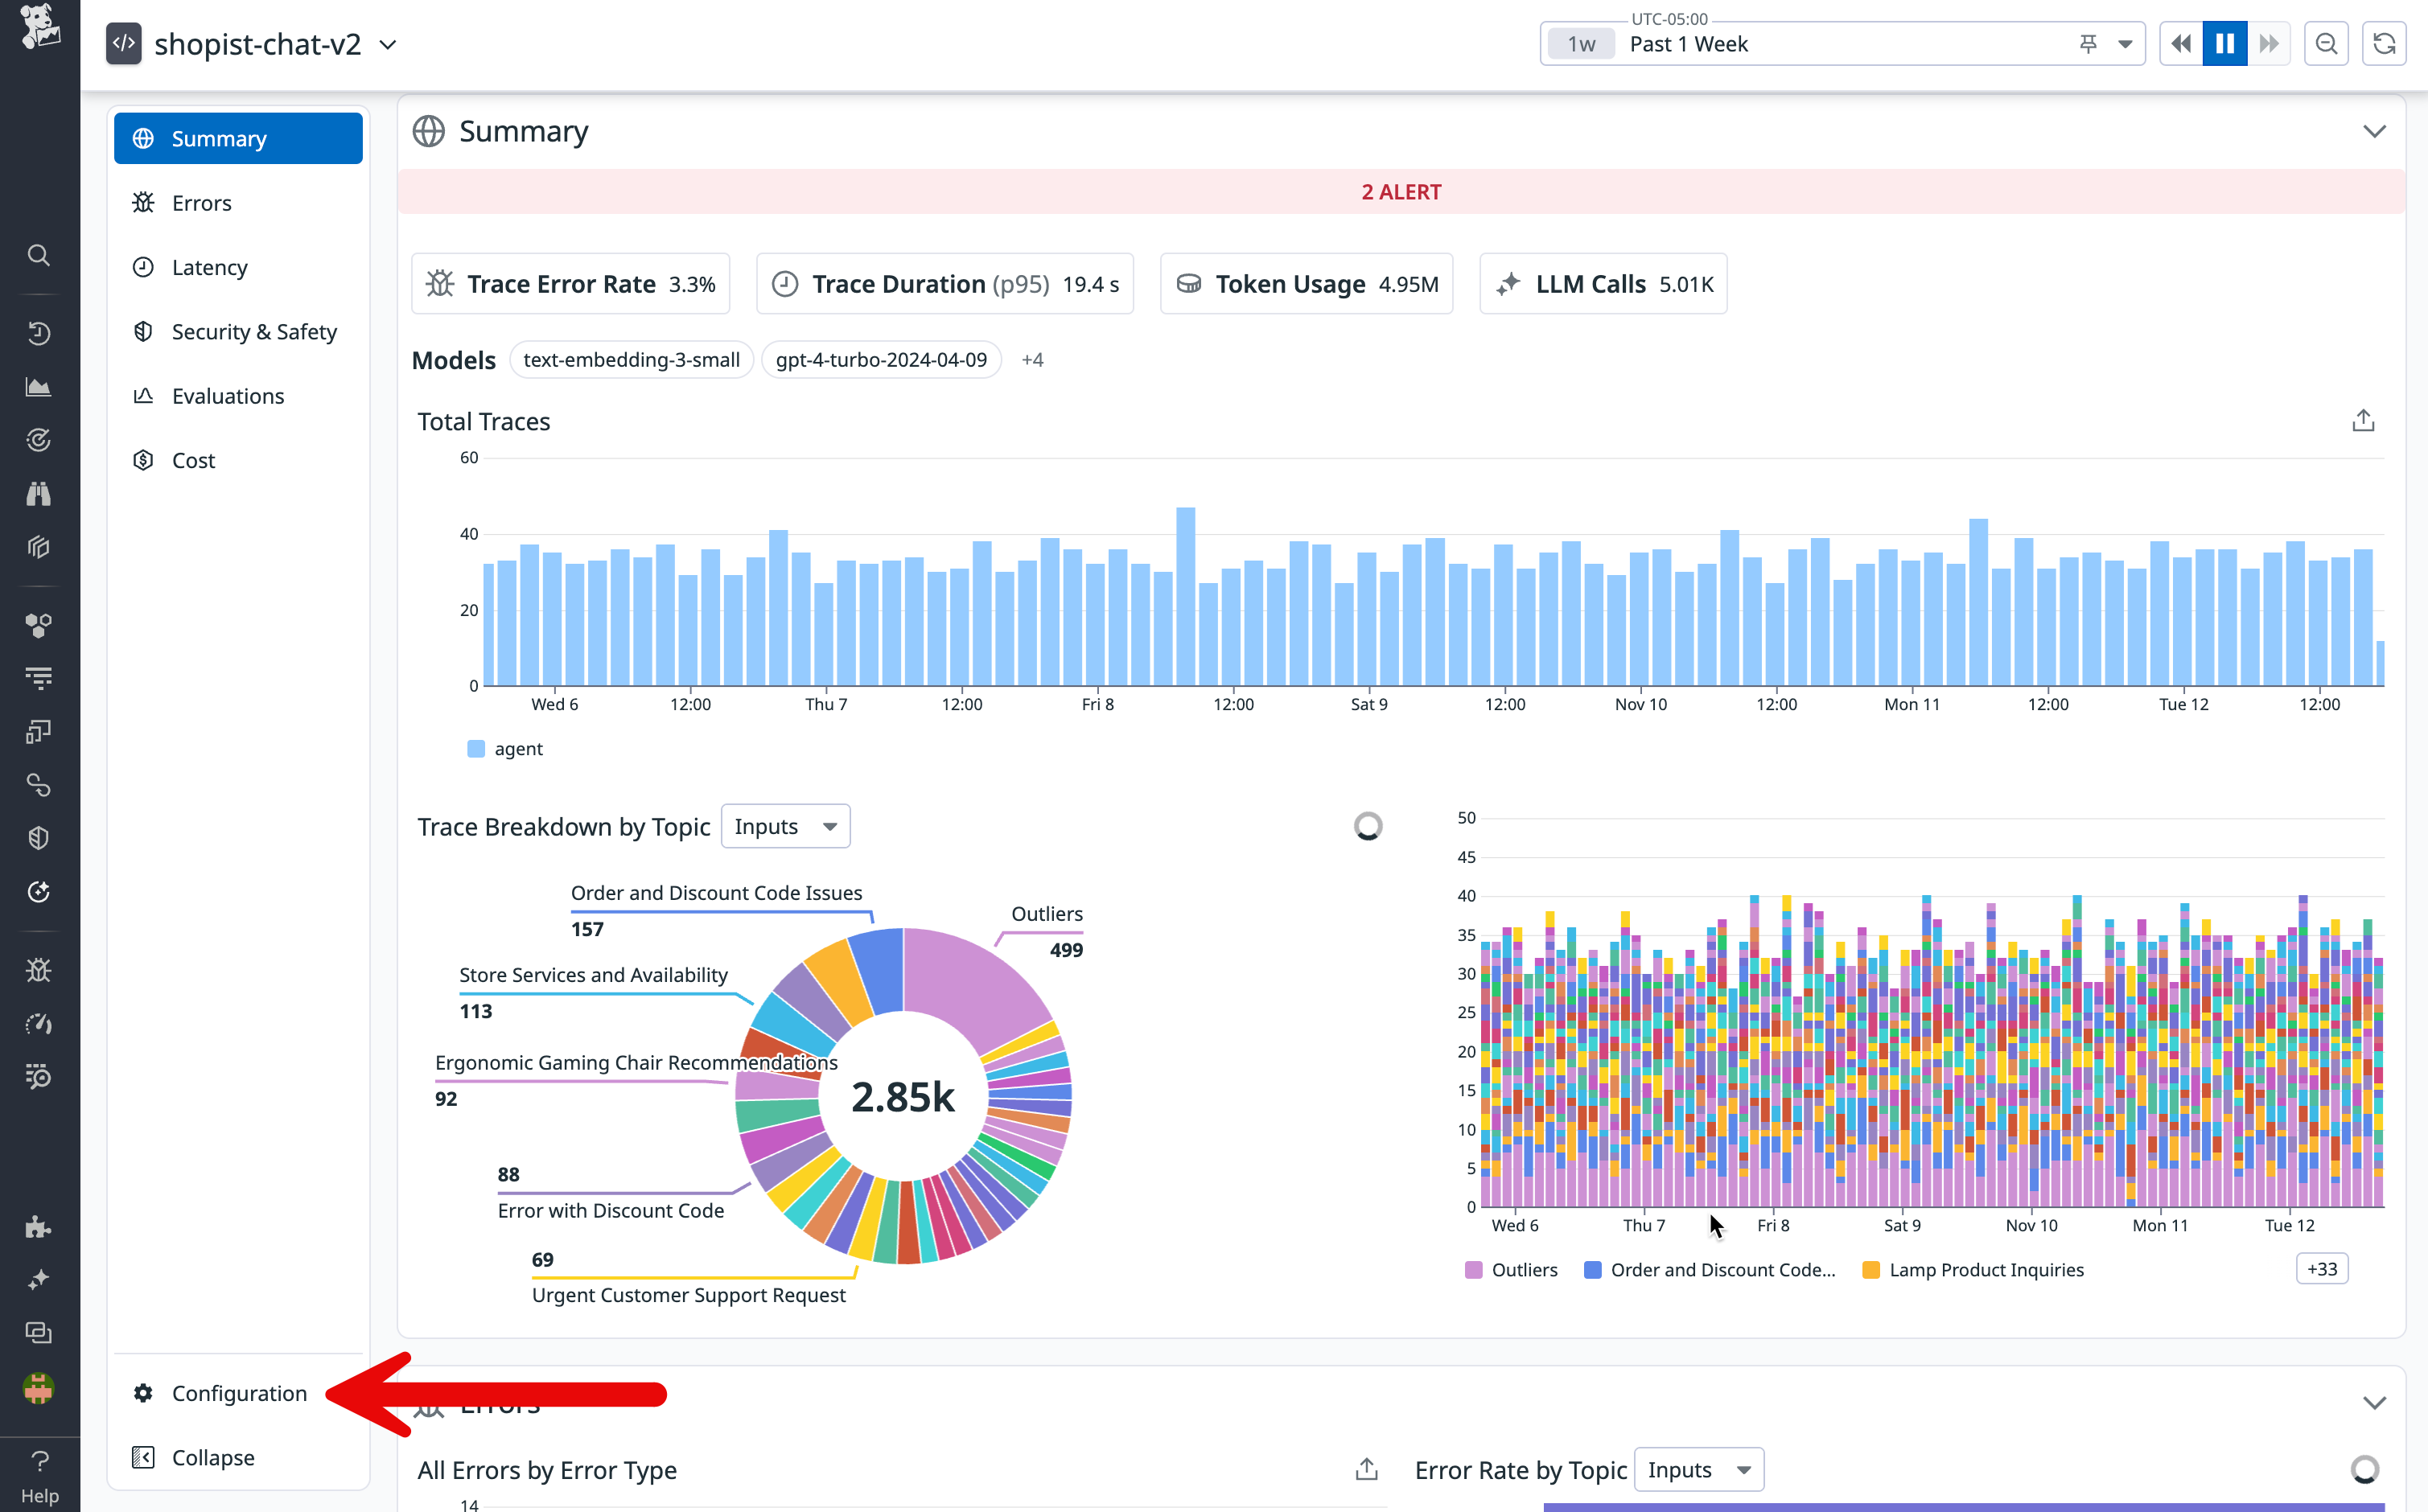 shopist-chat-v2
UTC-05:00
1w Past 1 Week
Summary
Errors
Latency
Security & Safety
Evaluations
Cost
Configuration
Collapse
Help
Summary
2 ALERT
Trace Error Rate 3.3%
Trace Duration (p95) 19.4 s
Token Usage 4.95M
LLM Calls 5.01K
Models text-embedding-3-small gpt-4-turbo-2024-04-09 +4
Total Traces
60
40
20
0
Wed 6 12:00 Thu 7 12:00 Fri 8 12:00 Sat 9 12:00 Nov 10 12:00 Mon 11 12:00 Tue 12 12:00
agent
Trace Breakdown by Topic Inputs
Order and Discount Code Issues
157
Outliers
499
Store Services and Availability
113
Ergonomic Gaming Chair Recommendations
92
2.85k
88
Error with Discount Code
69
Urgent Customer Support Request
50
45
40
35
30
25
20
15
10
5
0
Wed 6 Thu 7 Fri 8 Sat 9 Nov 10 Mon 11 Tue 12
Outliers Order and Discount Code... Lamp Product Inquiries +33
Errors
All Errors by Error Type
14
Error Rate by Topic Inputs